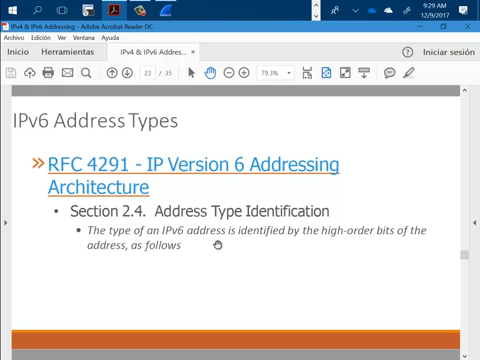 9:29 AM
12/9/2017
IPv4 & IPv6 Addressing - Adobe Acrobat Reader DC
Archivo Edición Ver Ventana Ayuda
Inicio Herramientas IPv4 & IPv6 Addres... × Iniciar sesión
23 / 35 79.3%
IPv6 Address Types
» RFC 4291 - IP Version 6 Addressing
Architecture
• Section 2.4. Address Type Identification
• The type of an IPv6 address is identified by the high-order bits of the
address, as follows